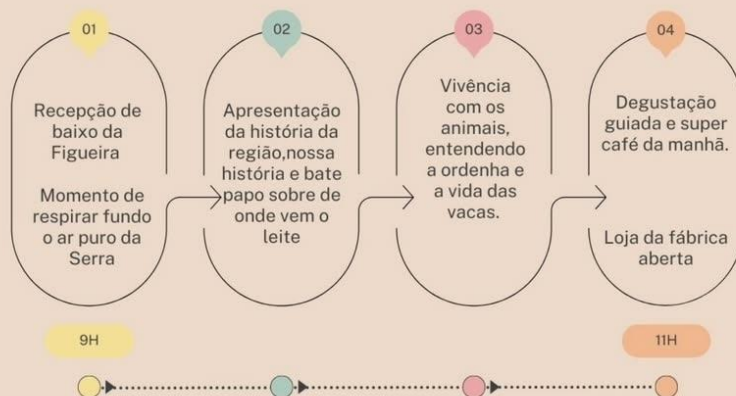 01
Recepção de
baixo da
Figueira
Momento de
respirar fundo
o ar puro da
Serra
02
Apresentação
da história da
região,nossa
história e bate
papo sobre de
onde vem o
leite
03
Vivência
com os
animais,
entendendo
a ordenha e
a vida das
vacas.
04
Degustação
guiada e super
café da manhã.
Loja da fábrica
aberta
9H
11H